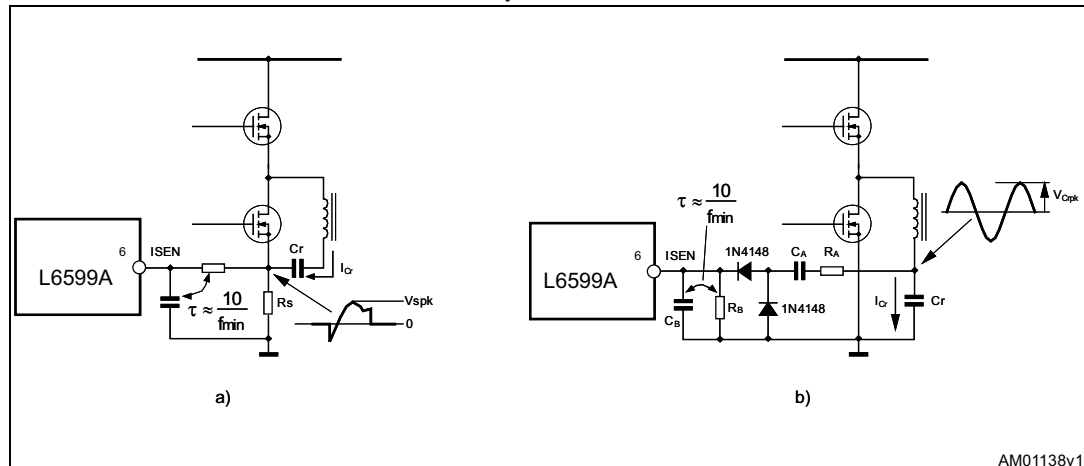 L6599A
6
ISEN
Cr
ICr
Rs
τ ≈ 10
fmin
Vspk
0
a)
L6599A
6
ISEN
τ ≈ 10
fmin
1N4148
CA
RA
CB
RB
1N4148
ICr
Cr
VCrpk
b)
AM01138v1